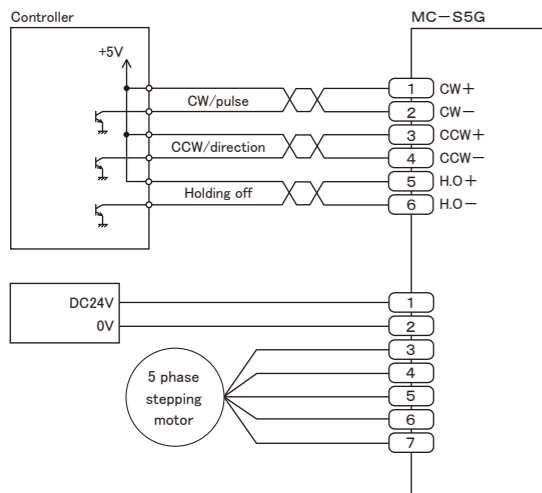 Controller
MC-S5G
+5V
CW/pulse
1 CW+
2 CW-
CCW/direction
3 CCW+
4 CCW-
Holding off
5 H.O+
6 H.O-
DC24V
0V
1
2
3
4
5
6
7
5 phase
stepping
motor